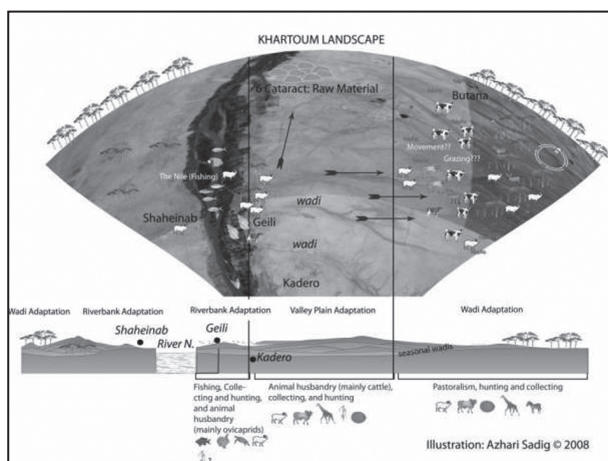 KHARTOUM LANDSCAPE
6 Cataract: Raw Material
Butana
Movement??
Grazing???
The Nile (Fishing)
wadi
Shaheinab
Geili
wadi
Kadero
Wadi Adaptation
Riverbank Adaptation
Riverbank Adaptation
Valley Plain Adaptation
Wadi Adaptation
Shaheinab
Geili
River N.
Kadero
seasonal wadis
Fishing, Colle-
cting and hunting,
and animal
husbandry
(mainly ovicaprids)
Animal husbandry (mainly cattle),
collecting, and hunting
Pastoralism, hunting and collecting
Illustration: Azhari Sadig © 2008